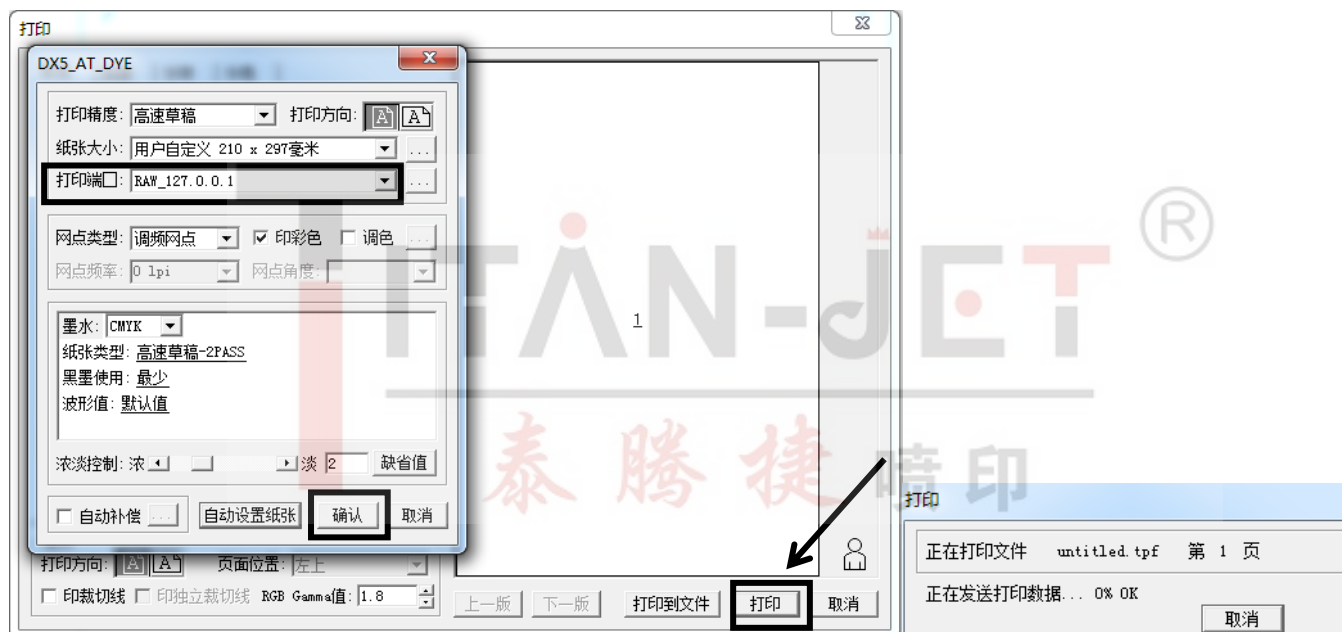 打印
DX5_AT_DYE
打印精度: 高速草稿 打印方向: A A
纸张大小: 用户自定义 210 x 297毫米 ...
打印端口: RAW_127.0.0.1 ...
网点类型: 调频网点 印彩色 调色 ...
网点频率: 0 lpi 网点角度:
墨水: CMYK
纸张类型: 高速草稿-2PASS
黑墨使用: 最少
波形值: 默认值
浓淡控制: 浓 淡 2 缺省值
自动补偿 ... 自动设置纸张 确认 取消
打印方向: A A 页面位置: 左上
印裁切线 印独立裁切线 RGB Gamma值: 1.8
1
上一版 下一版 打印到文件 打印 取消
TITAN-JET ®
泰腾捷喷印
打印
正在打印文件 untitled.tpf 第 1 页
正在发送打印数据... 0% OK
取消